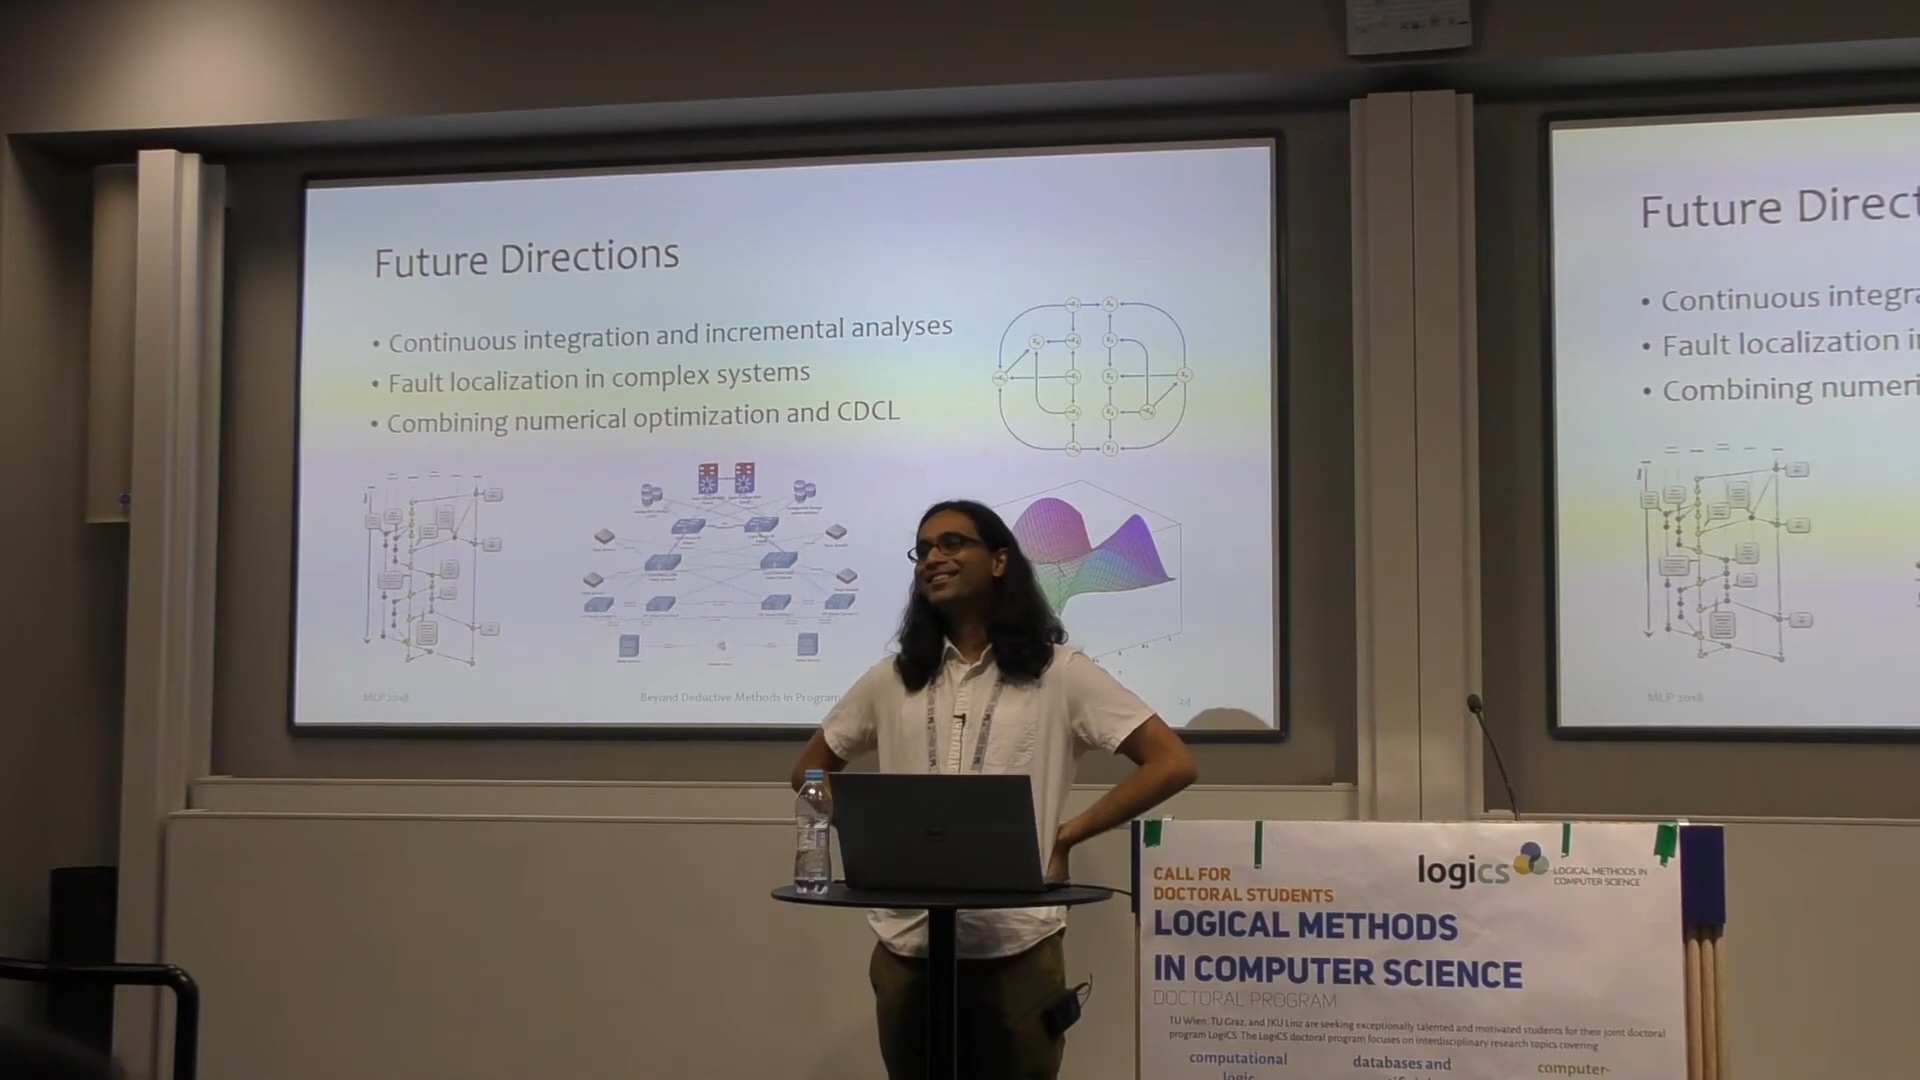 Future Directions
• Continuous integration and incremental analyses
• Fault localization in complex systems
• Combining numerical optimization and CDCL
MLP 2018
Beyond Deductive Methods in Program
24
Future Direct
• Continuous integra
• Fault localization i
• Combining numeri
MLP 2018
CALL FOR
DOCTORAL STUDENTS
logics
LOGICAL METHODS IN
COMPUTER SCIENCE
LOGICAL METHODS
IN COMPUTER SCIENCE
DOCTORAL PROGRAM
TU Wien, TU Graz, and JKU Linz are seeking exceptionally talented and motivated students for their joint doctoral
program LogiCS. The LogiCS doctoral program focuses on interdisciplinary research topics covering
computational
logic
databases and
computer-